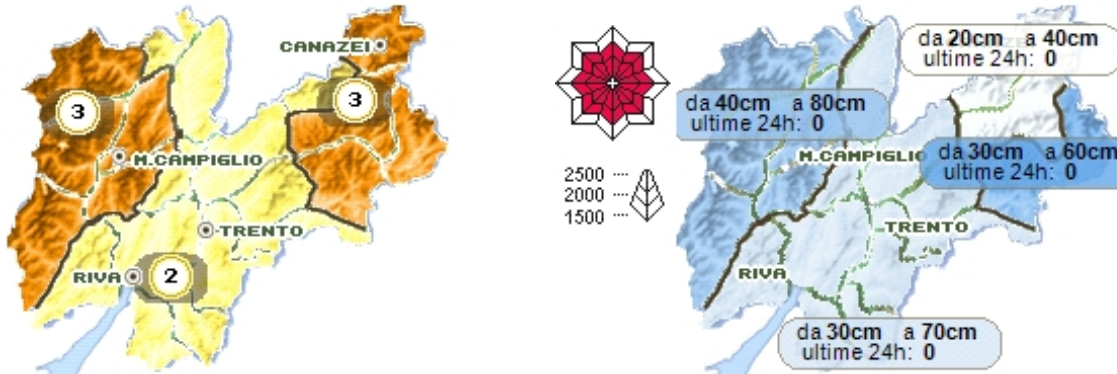 CANAZEI
3
3
M.CAMPIGLIO
TRENTO
RIVA
2
2500
2000
1500
da 20cm a 40cm
ultime 24h: 0
da 40cm a 80cm
ultime 24h: 0
M.CAMPIGLIO
da 30cm a 60cm
ultime 24h: 0
TRENTO
RIVA
da 30cm a 70cm
ultime 24h: 0